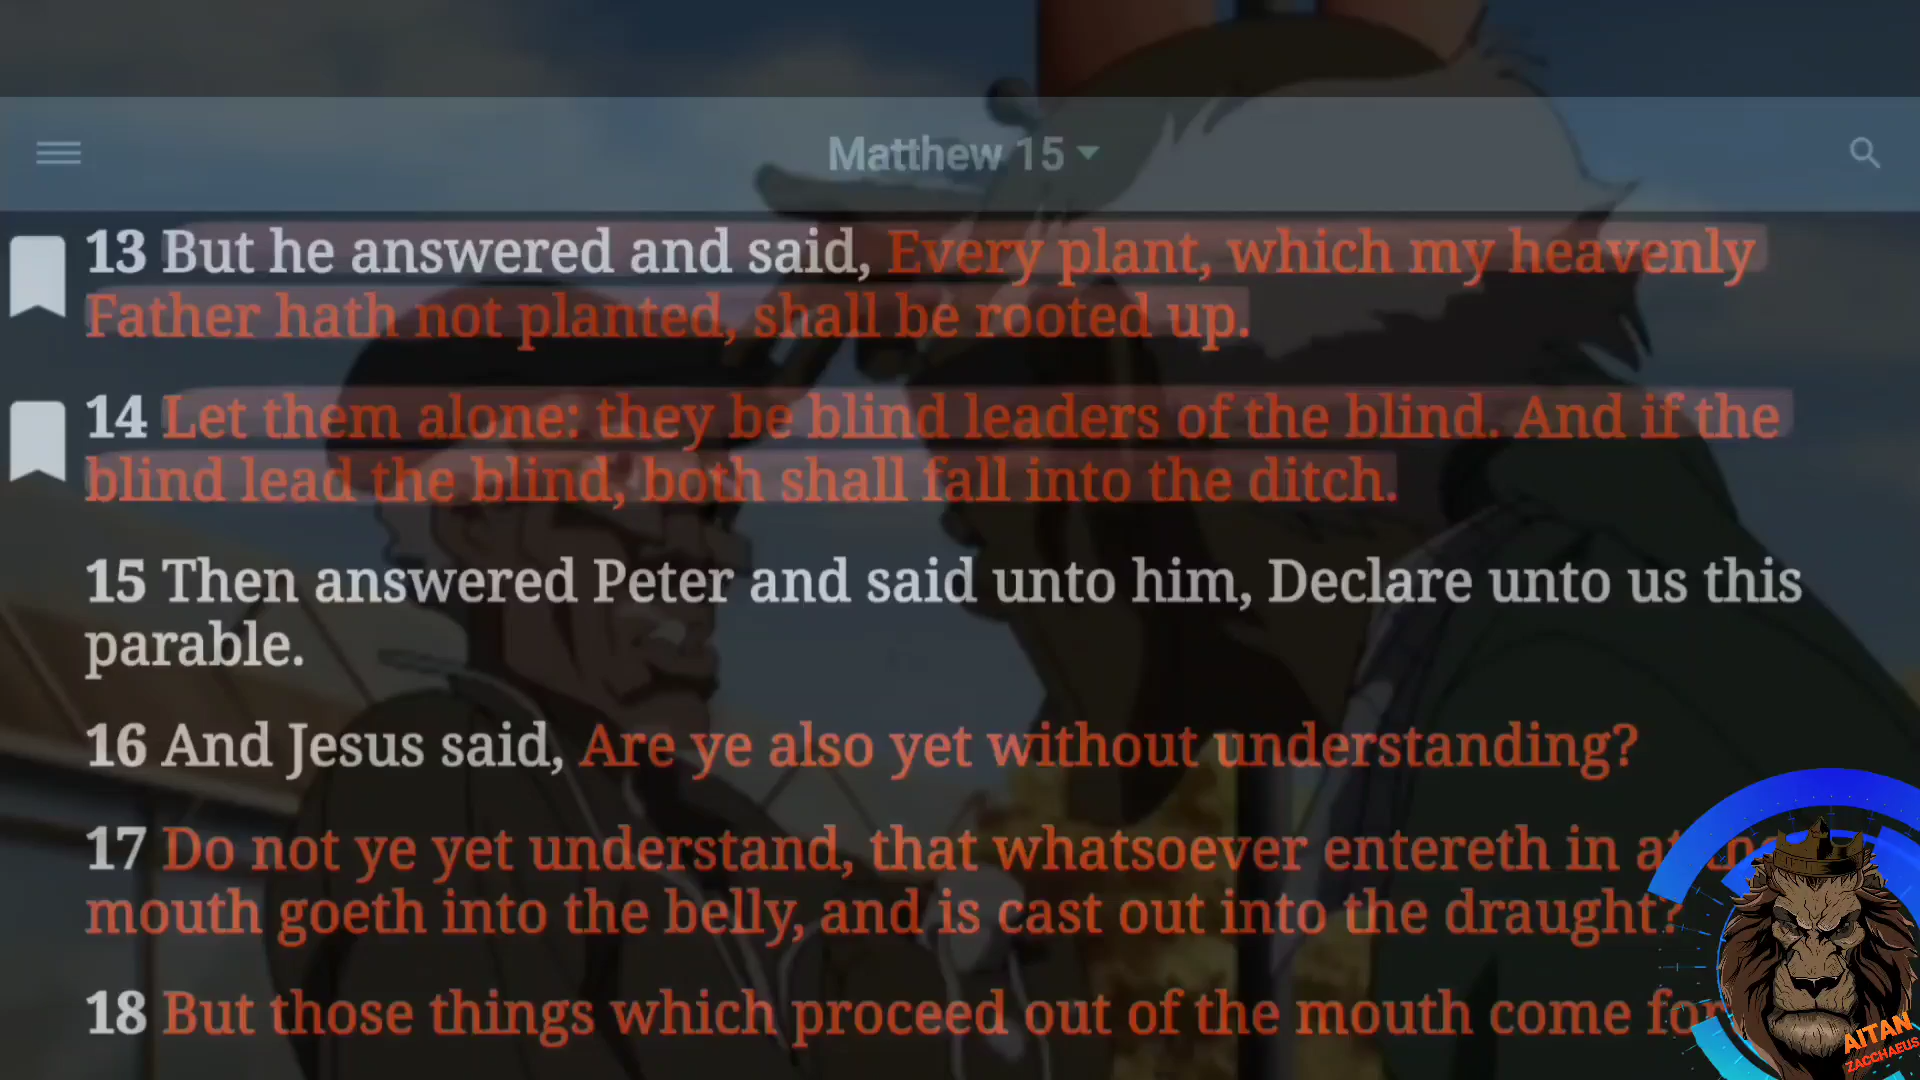 Matthew 15
13 But he answered and said, Every plant, which my heavenly
Father hath not planted, shall be rooted up.
14 Let them alone: they be blind leaders of the blind. And if the
blind lead the blind, both shall fall into the ditch.
15 Then answered Peter and said unto him, Declare unto us this
parable.
16 And Jesus said, Are ye also yet without understanding?
17 Do not ye yet understand, that whatsoever entereth in at the
mouth goeth into the belly, and is cast out into the draught?
18 But those things which proceed out of the mouth come
AITAN
ZACCHAEUS